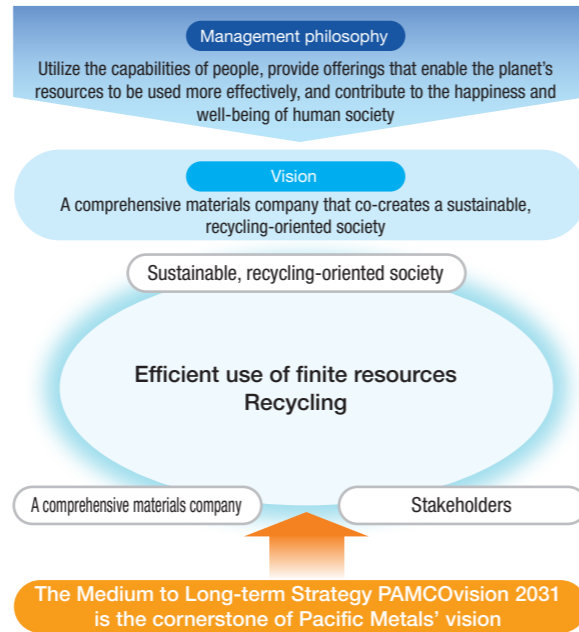 Management philosophy
Utilize the capabilities of people, provide offerings that enable the planet's
resources to be used more effectively, and contribute to the happiness and
well-being of human society
Vision
A comprehensive materials company that co-creates a sustainable,
recycling-oriented society
Sustainable, recycling-oriented society
Efficient use of finite resources
Recycling
A comprehensive materials company
Stakeholders
The Medium to Long-term Strategy PAMCOvision 2031
is the cornerstone of Pacific Metals' vision